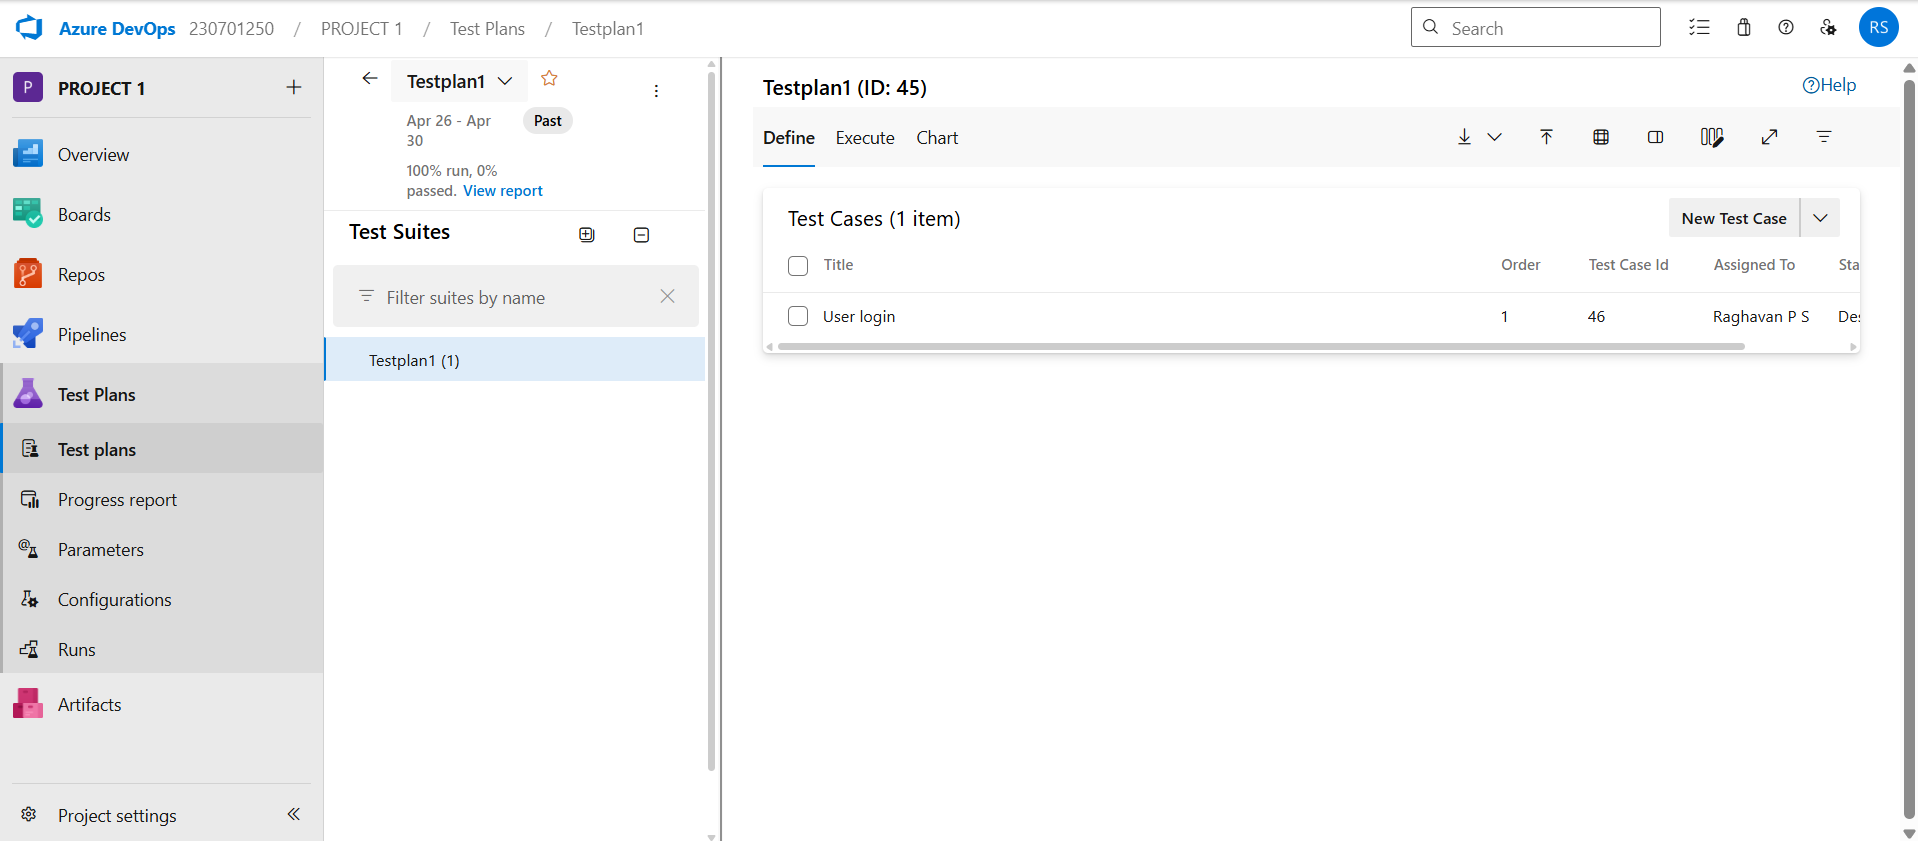 Azure DevOps 230701250 / PROJECT 1 / Test Plans / Testplan1
Search
RS
P PROJECT 1
Overview
Boards
Repos
Pipelines
Test Plans
Test plans
Progress report
Parameters
Configurations
Runs
Artifacts
Project settings
Testplan1
Apr 26 - Apr
30
Past
100% run, 0%
passed. View report
Test Suites
Filter suites by name
Testplan1 (1)
Testplan1 (ID: 45)
Help
Define Execute Chart
Test Cases (1 item)
New Test Case
Title Order Test Case Id Assigned To Sta
User login 1 46 Raghavan P S Des